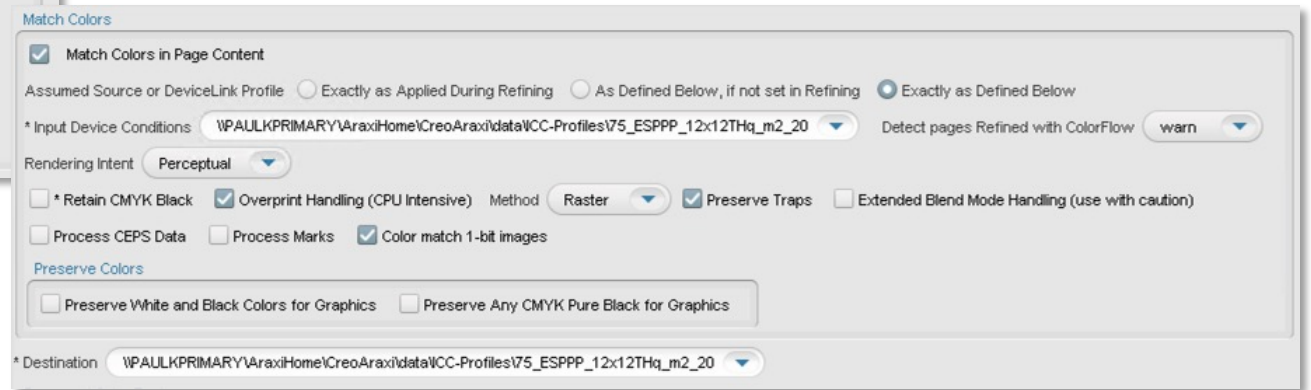 Match Colors
Match Colors in Page Content
Assumed Source or DeviceLink Profile Exactly as Applied During Refining As Defined Below, if not set in Refining Exactly as Defined Below
* Input Device Conditions \\PAULKPRIMARY\AraxiHome\CreoAraxi\data\ICC-Profiles\75_ESPPP_12x12THq_m2_20 Detect pages Refined with ColorFlow warn
Rendering Intent Perceptual
* Retain CMYK Black Overprint Handling (CPU Intensive) Method Raster Preserve Traps Extended Blend Mode Handling (use with caution)
Process CEPS Data Process Marks Color match 1-bit images
Preserve Colors
Preserve White and Black Colors for Graphics Preserve Any CMYK Pure Black for Graphics
* Destination \\PAULKPRIMARY\AraxiHome\CreoAraxi\data\ICC-Profiles\75_ESPPP_12x12THq_m2_20